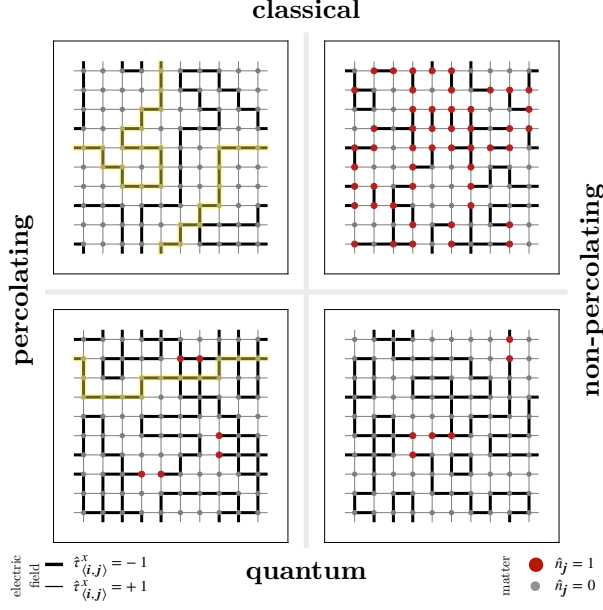 classical
percolating
non-percolating
quantum
electric
field
τ̂ˣ⟨i,j⟩ = − 1
τ̂ˣ⟨i,j⟩ = + 1
matter
n̂ⱼ = 1
n̂ⱼ = 0